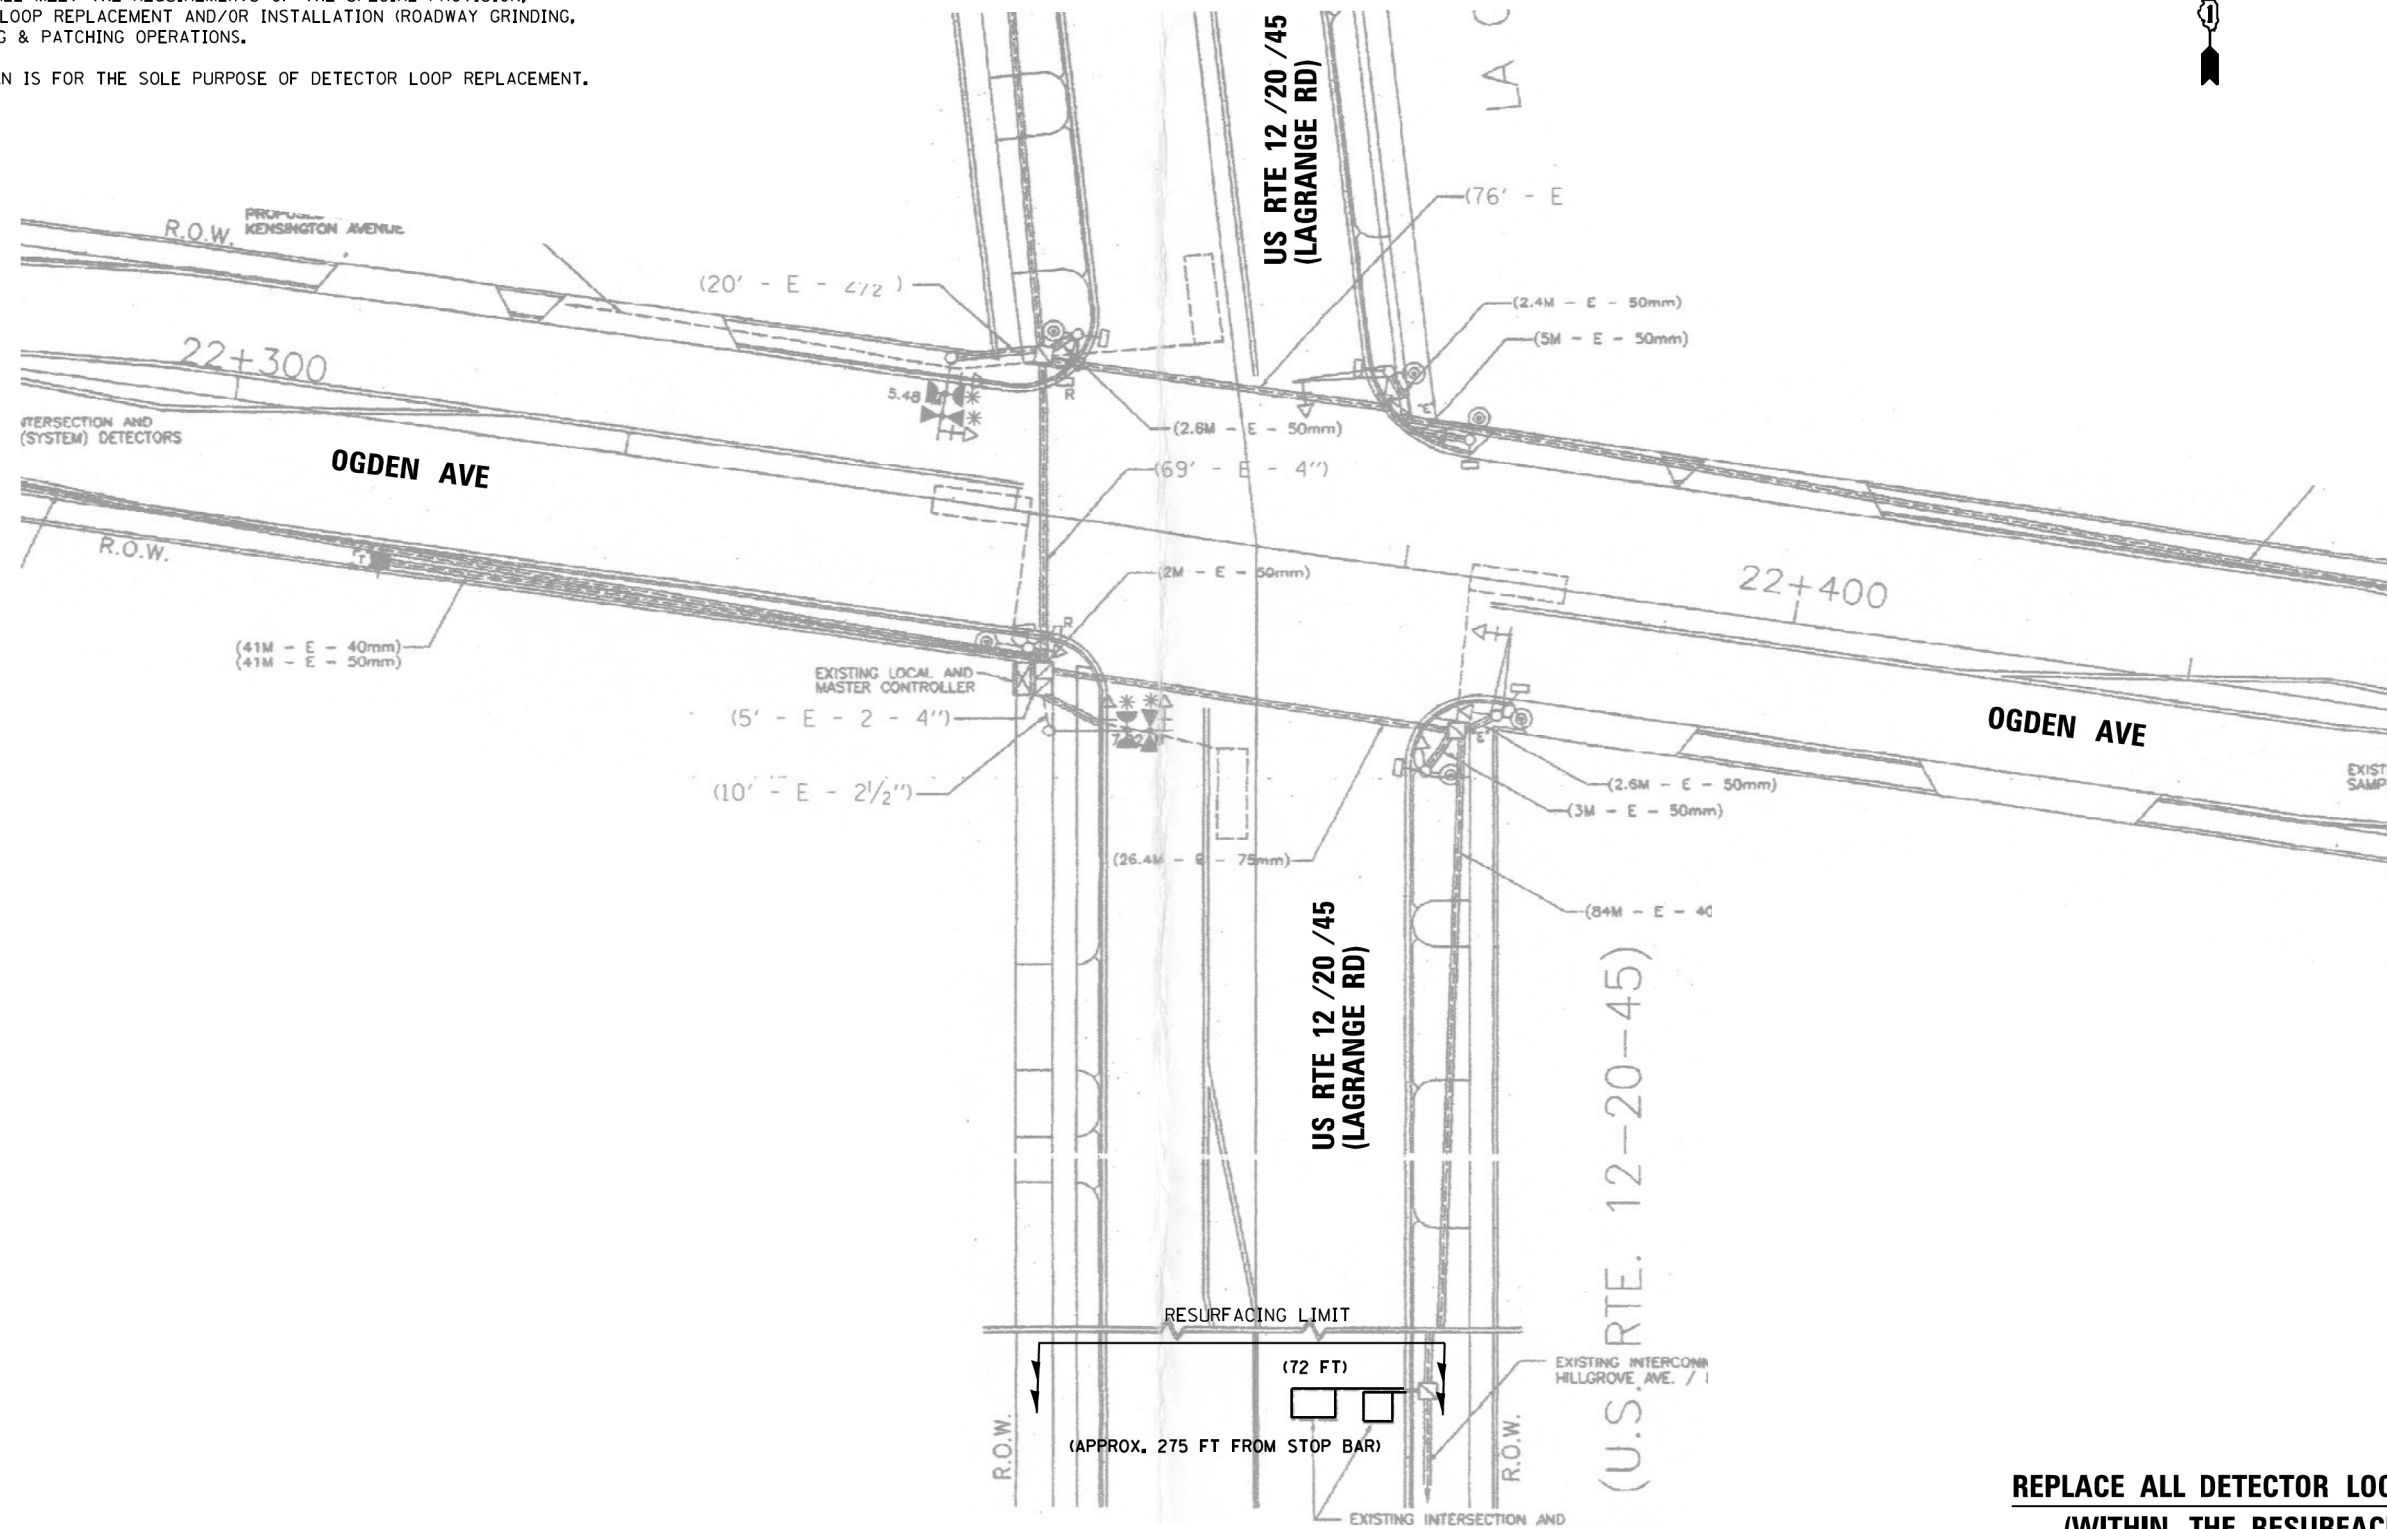 LOOP REPLACEMENT AND/OR INSTALLATION (ROADWAY GRINDING,
& PATCHING OPERATIONS.
IS FOR THE SOLE PURPOSE OF DETECTOR LOOP REPLACEMENT.
US RTE 12 /20 /45
(LAGRANGE RD)
LA
(76' - E
R.O.W.
KENSINGTON AVENUE
(20' - E -
(2.4M - E - 50mm)
(5M - E - 50mm)
22+300
5.48
R
"E"
AND
(SYSTEM) DETECTORS
(2.6M - E - 50mm)
OGDEN AVE
(69' - E - 4")
R.O.W.
T
(2M - E - 50mm)
22+400
R
(41M - E - 40mm)
(41M - E - 50mm)
EXISTING LOCAL AND
MASTER CONTROLLER
(5' - E - 2 - 4")
OGDEN AVE
"E"
(10' - E - 2 1/2")
(2.6M - E - 50mm)
(3M - E - 50mm)
(26.4M - E - 75mm)
(84M - E - 40
US RTE 12 /20 /45
(LAGRANGE RD)
(U.S. RTE. 12-20-45)
RESURFACING LIMIT
(72 FT)
EXISTING
HILLGROVE AVE. /
R.O.W.
(APPROX. 275 FT FROM STOP BAR)
R.O.W.
EXISTING INTERSECTION AND
REPLACE ALL DETECTOR
(WITHIN THE